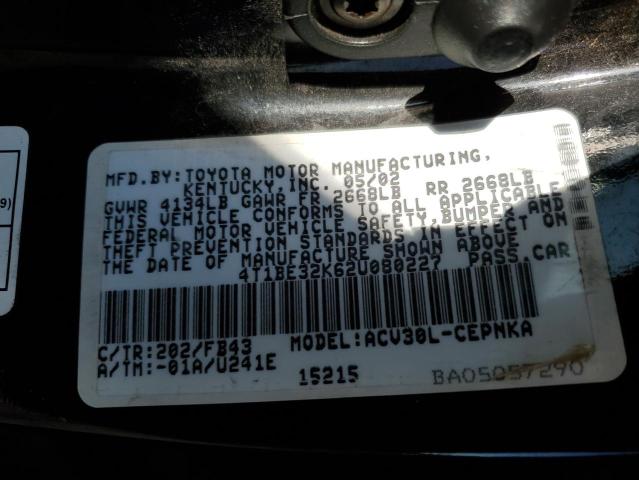 9)
MFD.BY:TOYOTA MOTOR MANUFACTURING,
KENTUCKY,INC. 05/02
GVWR 4134LB GAWR FR 2668LB RR 2668LB
THIS VEHICLE CONFORMS TO ALL APPLICABLE
FEDERAL MOTOR VEHICLE SAFETY,BUMPER AND
THEFT PREVENTION STANDARDS IN EFFECT ON
THE DATE OF MANUFACTURE SHOWN ABOVE
4T1BE32K62U080227 PASS.CAR
C/TR:202/FB43 MODEL:ACV30L-CEPNKA
A/TM:-01A/U241E 15215 BA05057290